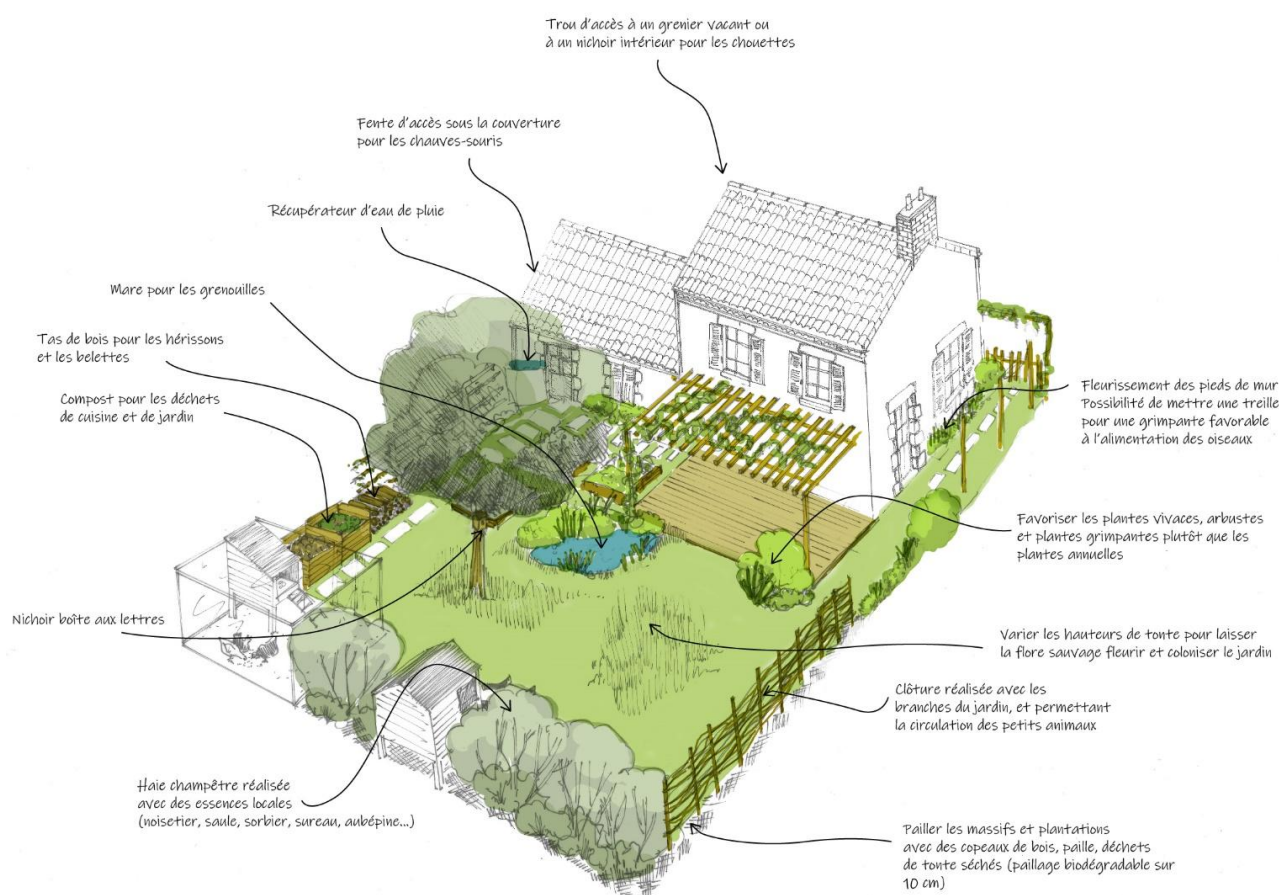 Trou d'accès à un grenier vacant ou
à un nichoir intérieur pour les chouettes
Fente d'accès sous la couverture
pour les chauves-souris
Récupérateur d'eau de pluie
Mare pour les grenouilles
Tas de bois pour les hérissons
et les belettes
Compost pour les déchets
de cuisine et de jardin
Nichoir boîte aux lettres
Haie champêtre réalisée
avec des essences locales
(noisetier, saule, sorbier, sureau, aubépine...)
Fleurissement des pieds de mur
Possibilité de mettre une treille
pour une grimpante favorable
à l'alimentation des oiseaux
Favoriser les plantes vivaces, arbustes
et plantes grimpantes plutôt que les
plantes annuelles
Varier les hauteurs de tonte pour laisser
la flore sauvage fleurir et coloniser le jardin
Clôture réalisée avec les
branches du jardin, et permettant
la circulation des petits animaux
Pailler les massifs et plantations
avec des copeaux de bois, paille, déchets
de tonte séchés (paillage biodégradable sur
10 cm)